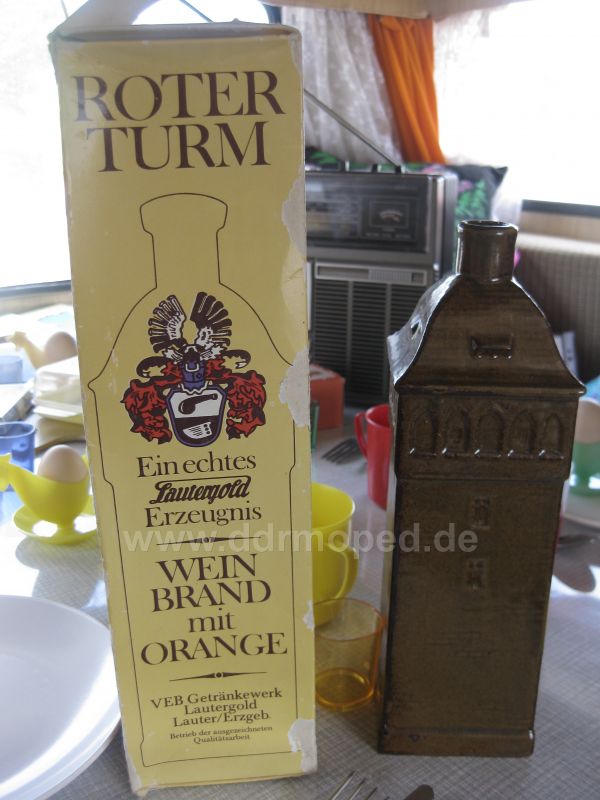 ROTER
TURM
Ein echtes
Lautergold
Erzeugnis
www.ddrmoped.de
WEIN
BRAND
mit
ORANGE
VEB Getränkewerk
Lautergold
Lauter/Erzgeb.
Betrieb der ausgezeichneten
Qualitätsarbeit